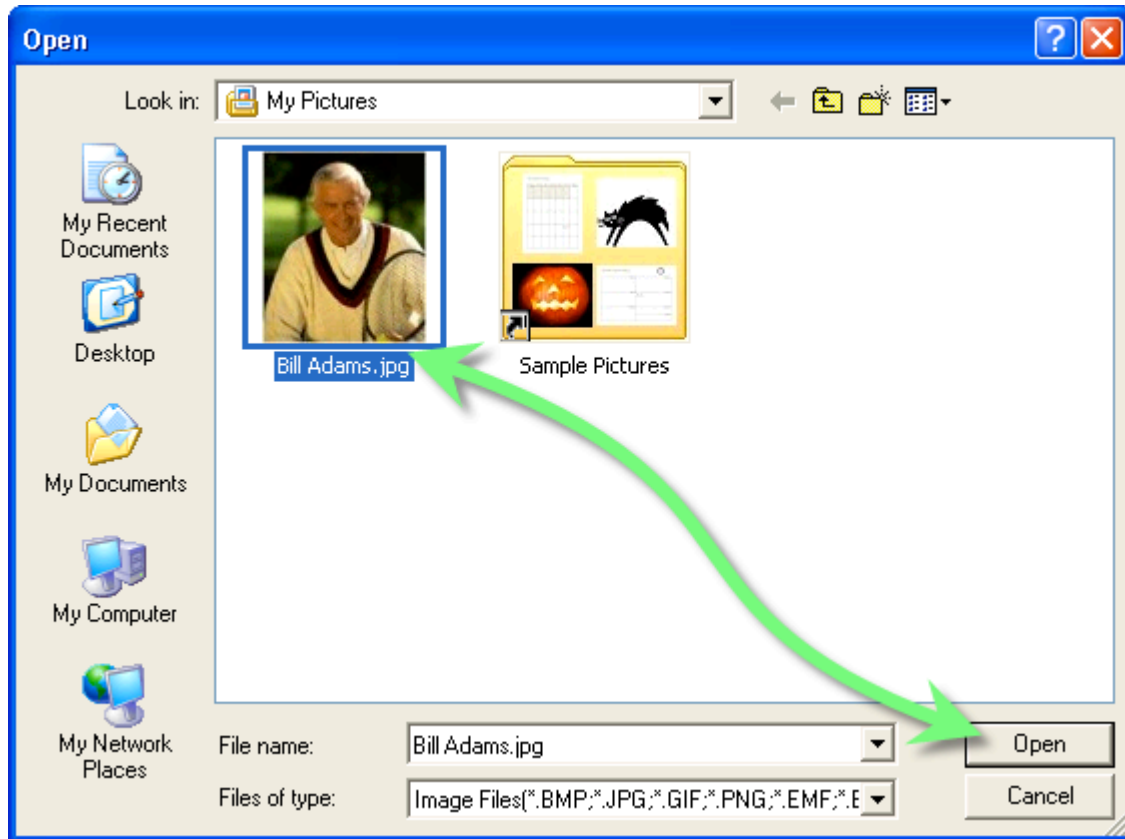 Open
Look in:
My Pictures
My Recent
Documents
Desktop
My Documents
My Computer
My Network
Places
Bill Adams.jpg
Sample Pictures
File name:
Bill Adams.jpg
Open
Files of type:
Image Files(*.BMP;*.JPG;*.GIF;*.PNG;*.EMF;*.E
Cancel